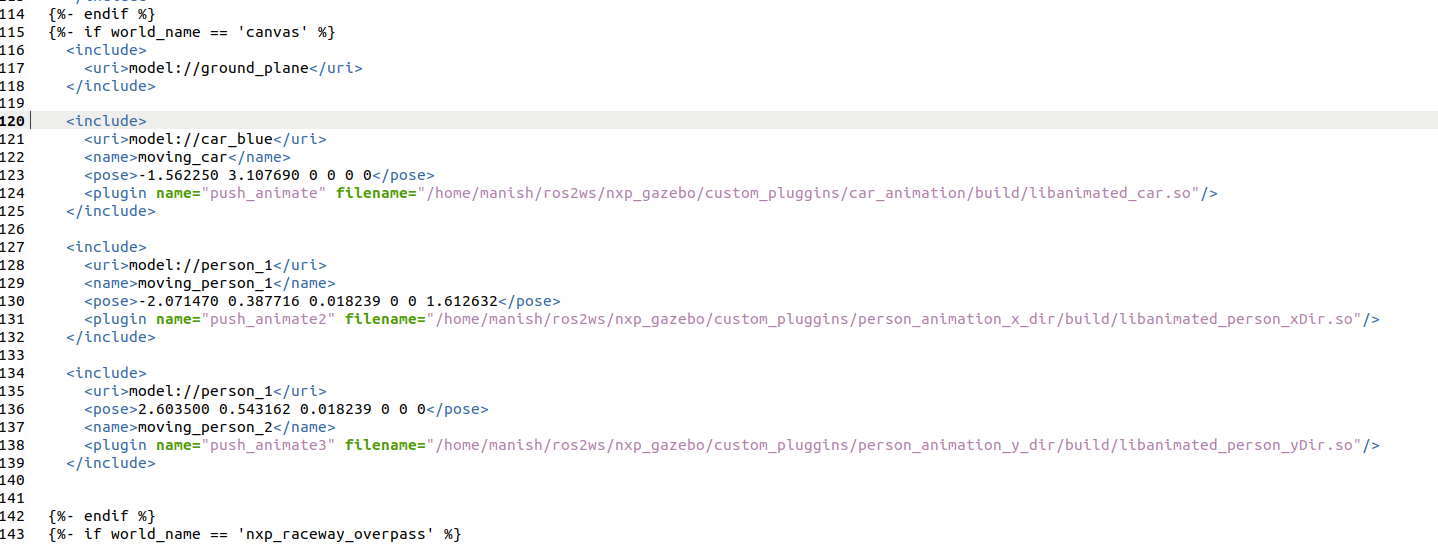 114 {%- endif %}
115 {%- if world_name == 'canvas' %}
116 <include>
117 <uri>model://ground_plane</uri>
118 </include>
119
120 <include>
121 <uri>model://car_blue</uri>
122 <name>moving_car</name>
123 <pose>-1.562250 3.107690 0 0 0 0</pose>
124 <plugin name="push_animate" filename="/home/manish/ros2ws/nxp_gazebo/custom_pluggins/car_animation/build/libanimated_car.so"/>
125 </include>
126
127 <include>
128 <uri>model://person_1</uri>
129 <name>moving_person_1</name>
130 <pose>-2.071470 0.387716 0.018239 0 0 1.612632</pose>
131 <plugin name="push_animate2" filename="/home/manish/ros2ws/nxp_gazebo/custom_pluggins/person_animation_x_dir/build/libanimated_person_xDir.so"/>
132 </include>
133
134 <include>
135 <uri>model://person_1</uri>
136 <pose>2.603500 0.543162 0.018239 0 0 0</pose>
137 <name>moving_person_2</name>
138 <plugin name="push_animate3" filename="/home/manish/ros2ws/nxp_gazebo/custom_pluggins/person_animation_y_dir/build/libanimated_person_yDir.so"/>
139 </include>
140
141
142 {%- endif %}
143 {%- if world_name == 'nxp_raceway_overpass' %}